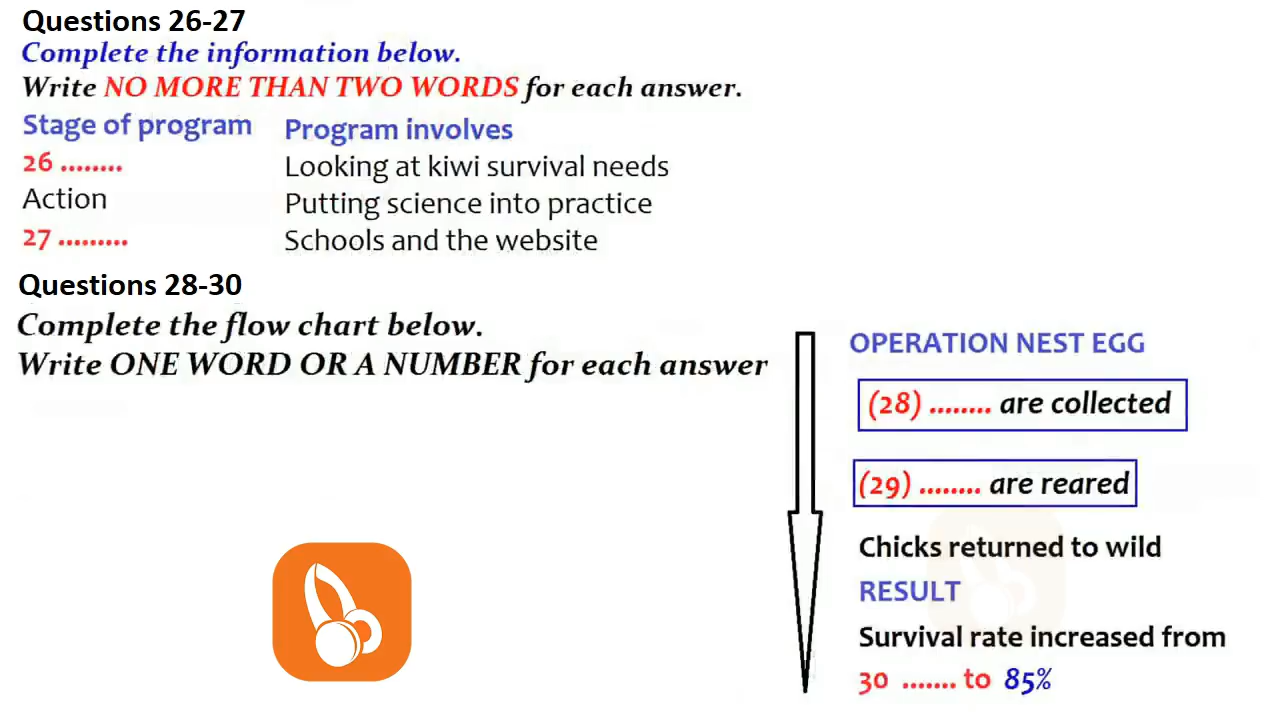 Questions 26-27
Complete the information below.
Write NO MORE THAN TWO WORDS for each answer.
Stage of program Program involves
26 ........ Looking at kiwi survival needs
Action Putting science into practice
27 ......... Schools and the website
Questions 28-30
Complete the flow chart below.
Write ONE WORD OR A NUMBER for each answer
OPERATION NEST EGG
(28) ........ are collected
(29) ........ are reared
Chicks returned to wild
RESULT
Survival rate increased from
30 ....... to 85%